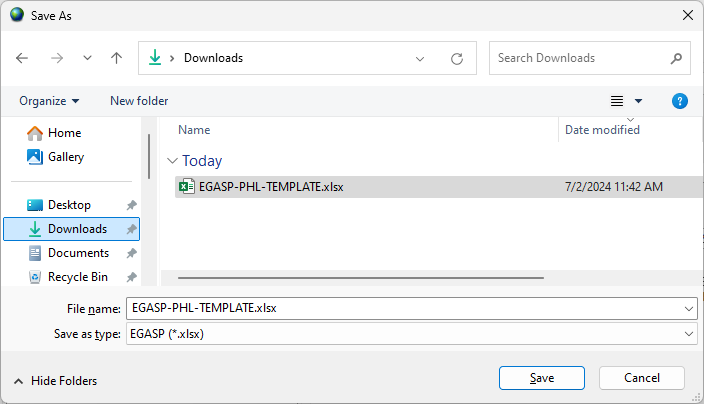 Save As
Downloads
Search Downloads
Organize
New folder
?
Home
Gallery
Desktop
Downloads
Documents
Recycle Bin
Name
Date modified
Today
EGASP-PHL-TEMPLATE.xlsx
7/2/2024 11:42 AM
File name:
EGASP-PHL-TEMPLATE.xlsx
Save as type:
EGASP (*.xlsx)
Hide Folders
Save
Cancel